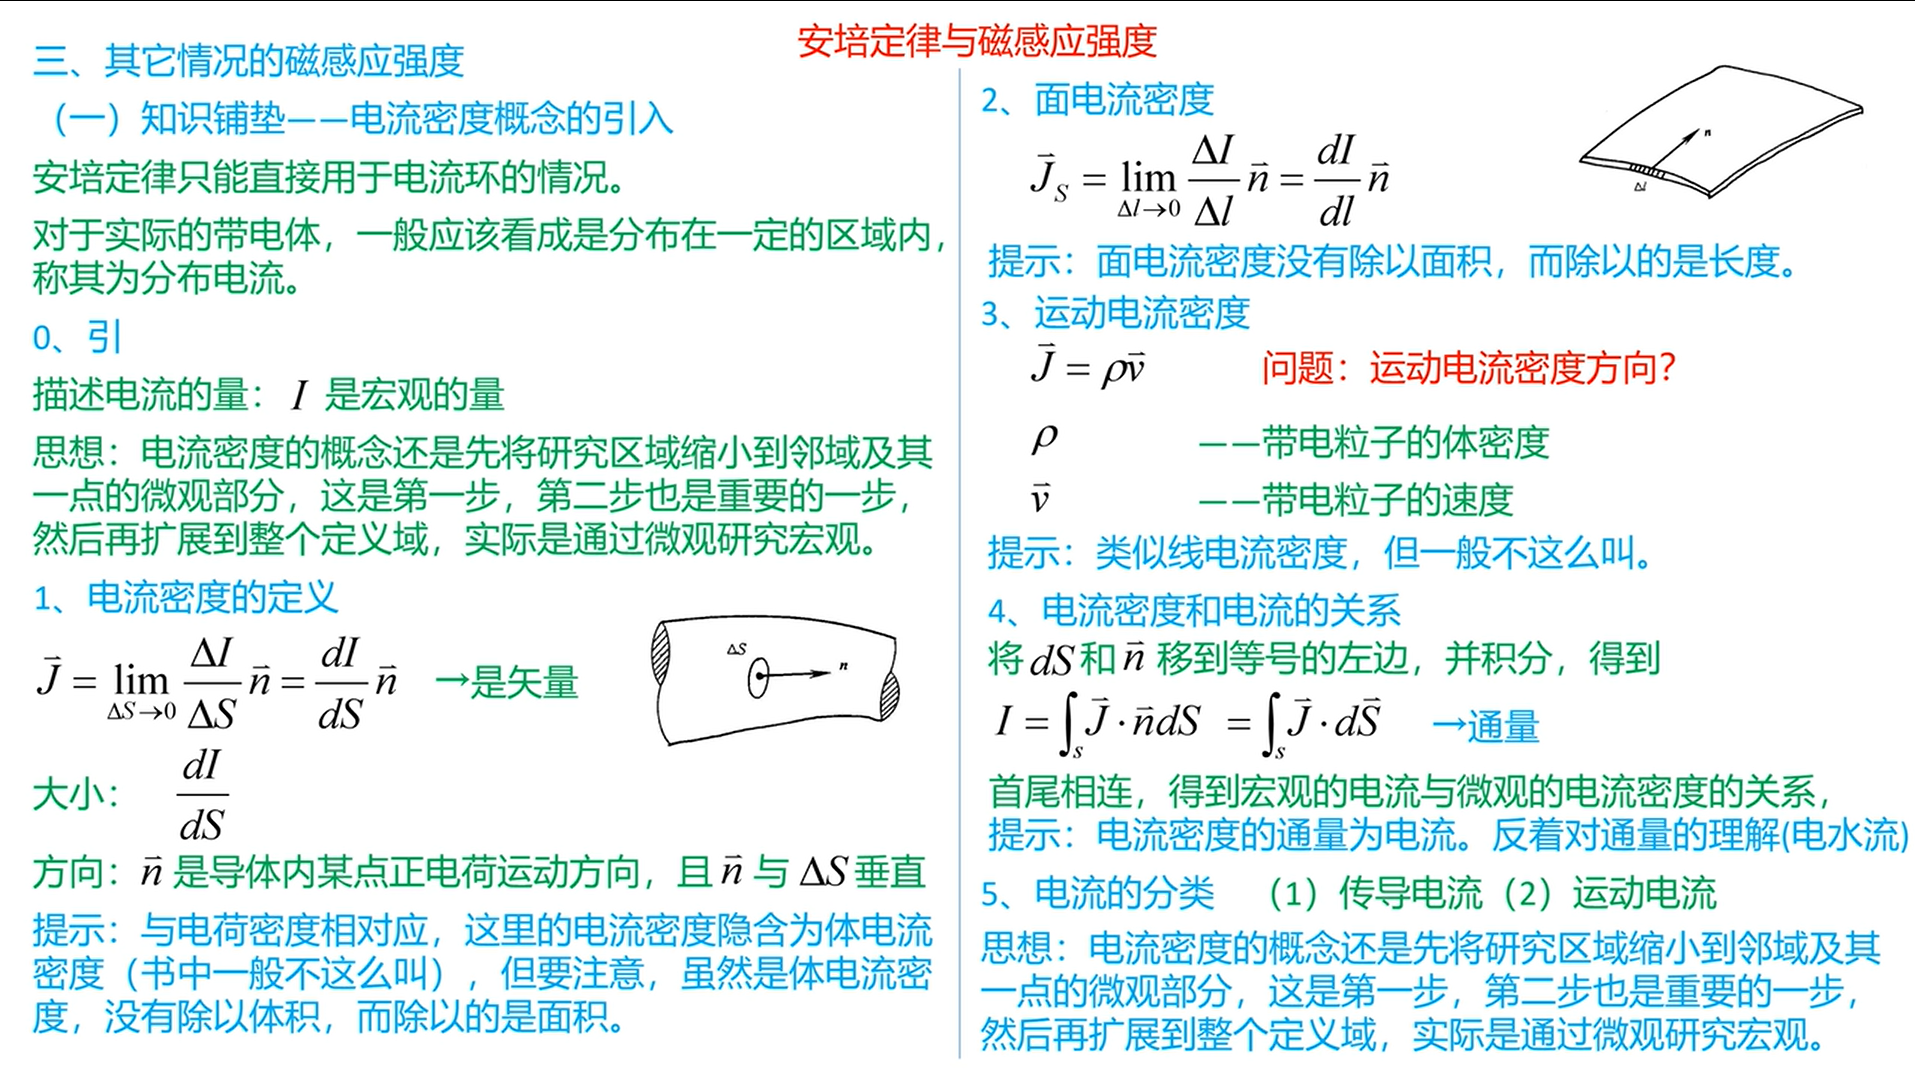 安培定律与磁感应强度
三、其它情况的磁感应强度
（一）知识铺垫——电流密度概念的引入
安培定律只能直接用于电流环的情况。
对于实际的带电体，一般应该看成是分布在一定的区域内，
称其为分布电流。
0、引
描述电流的量： I 是宏观的量
思想：电流密度的概念还是先将研究区域缩小到邻域及其
一点的微观部分，这是第一步，第二步也是重要的一步，
然后再扩展到整个定义域，实际是通过微观研究宏观。
1、电流密度的定义
$\vec{J} = \lim_{\Delta S \to 0} \frac{\Delta I}{\Delta S} \vec{n} = \frac{dI}{dS} \vec{n}$ →是矢量
ΔS n
大小： $\frac{dI}{dS}$
方向：$\vec{n}$ 是导体内某点正电荷运动方向，且 $\vec{n}$ 与 ΔS 垂直
提示：与电荷密度相对应，这里的电流密度隐含为体电流
密度（书中一般不这么叫），但要注意，虽然是体电流密
度，没有除以体积，而除以的是面积。
2、面电流密度
$\vec{J}_S = \lim_{\Delta l \to 0} \frac{\Delta I}{\Delta l} \vec{n} = \frac{dI}{dl} \vec{n}$
n
Δl
提示：面电流密度没有除以面积，而除以的是长度。
3、运动电流密度
$\vec{J} = \rho \vec{v}$ 问题：运动电流密度方向？
ρ ——带电粒子的体密度
$\vec{v}$ ——带电粒子的速度
提示：类似线电流密度，但一般不这么叫。
4、电流密度和电流的关系
将 dS 和 $\vec{n}$ 移到等号的左边，并积分，得到
$I = \int_s \vec{J} \cdot \vec{n} dS = \int_s \vec{J} \cdot d\vec{S}$ →通量
首尾相连，得到宏观的电流与微观的电流密度的关系，
提示：电流密度的通量为电流。反着对通量的理解(电水流)
5、电流的分类 （1）传导电流（2）运动电流
思想：电流密度的概念还是先将研究区域缩小到邻域及其
一点的微观部分，这是第一步，第二步也是重要的一步，
然后再扩展到整个定义域，实际是通过微观研究宏观。